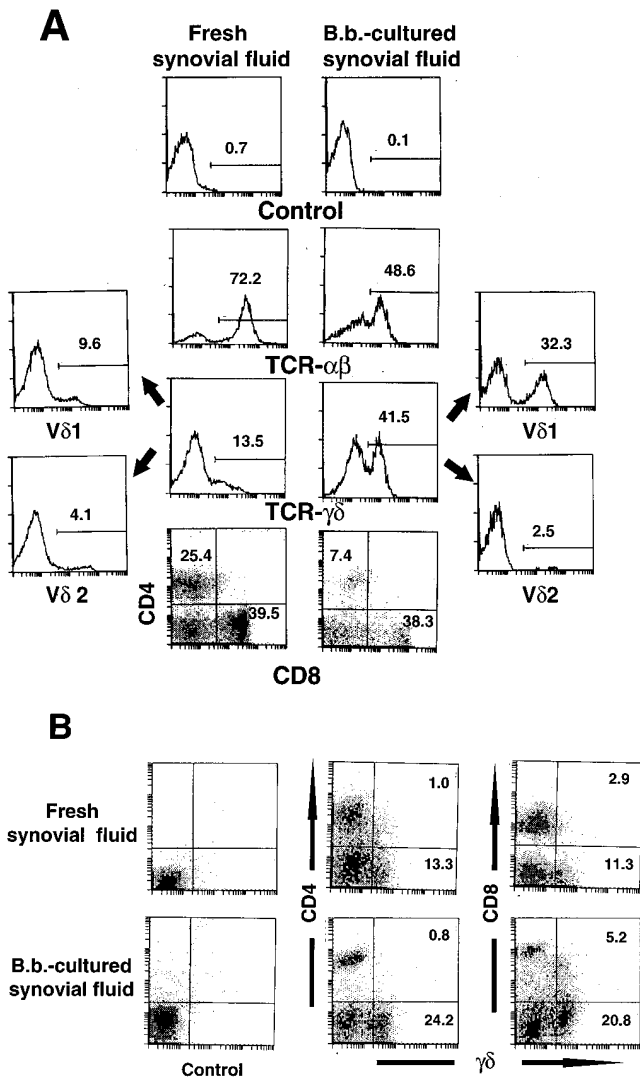 A
Fresh
synovial fluid
B.b.-cultured
synovial fluid
0.7
0.1
Control
72.2
48.6
TCR-αβ
9.6
Vδ1
13.5
41.5
TCR-γδ
32.3
Vδ1
4.1
Vδ 2
2.5
Vδ2
25.4
39.5
7.4
38.3
CD4
CD8
B
Fresh
synovial fluid
1.0
13.3
2.9
11.3
CD4
CD8
B.b.-cultured
synovial fluid
0.8
24.2
5.2
20.8
Control
γδ